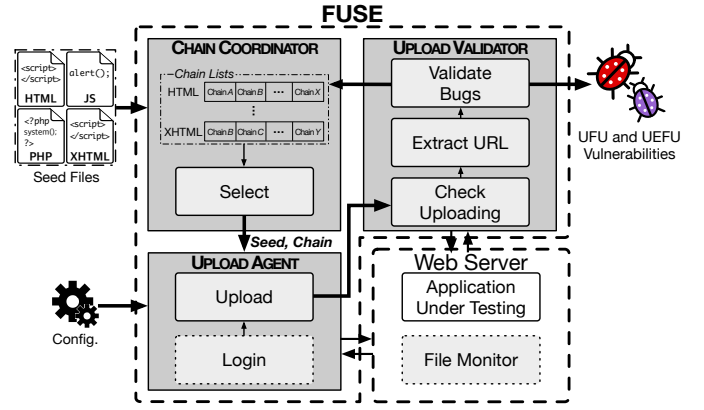 FUSE
<script>
</script>
HTML
alert();
JS
<?php
system();
?>
PHP
<script>
</script>
XHTML
Seed Files
CHAIN COORDINATOR
Chain Lists
HTML Chain A Chain B ··· Chain X
⋮
XHTML Chain B Chain C ··· Chain Y
Select
Seed, Chain
UPLOAD VALIDATOR
Validate
Bugs
Extract URL
Check
Uploading
UFU and UEFU
Vulnerabilities
Config.
UPLOAD AGENT
Upload
Login
Web Server
Application
Under Testing
File Monitor